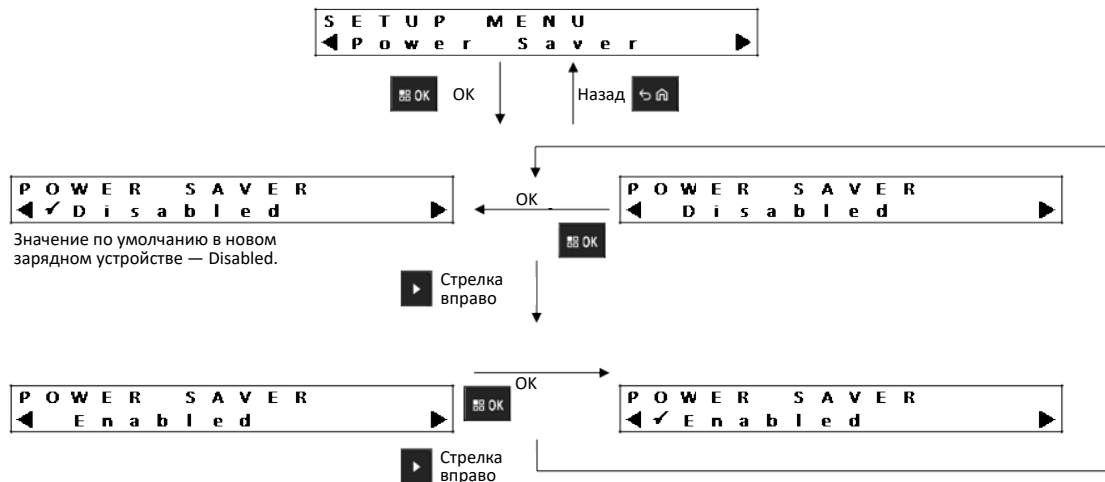 SETUP MENU
◀Power Saver▶
OK OK
Назад
POWER SAVER
◀✓Disabled▶
OK
POWER SAVER
◀ Disabled▶
OK
Значение по умолчанию в новом
зарядном устройстве — Disabled.
Стрелка
вправо
POWER SAVER
◀ Enabled▶
OK
OK
POWER SAVER
◀✓Enabled▶
Стрелка
вправо